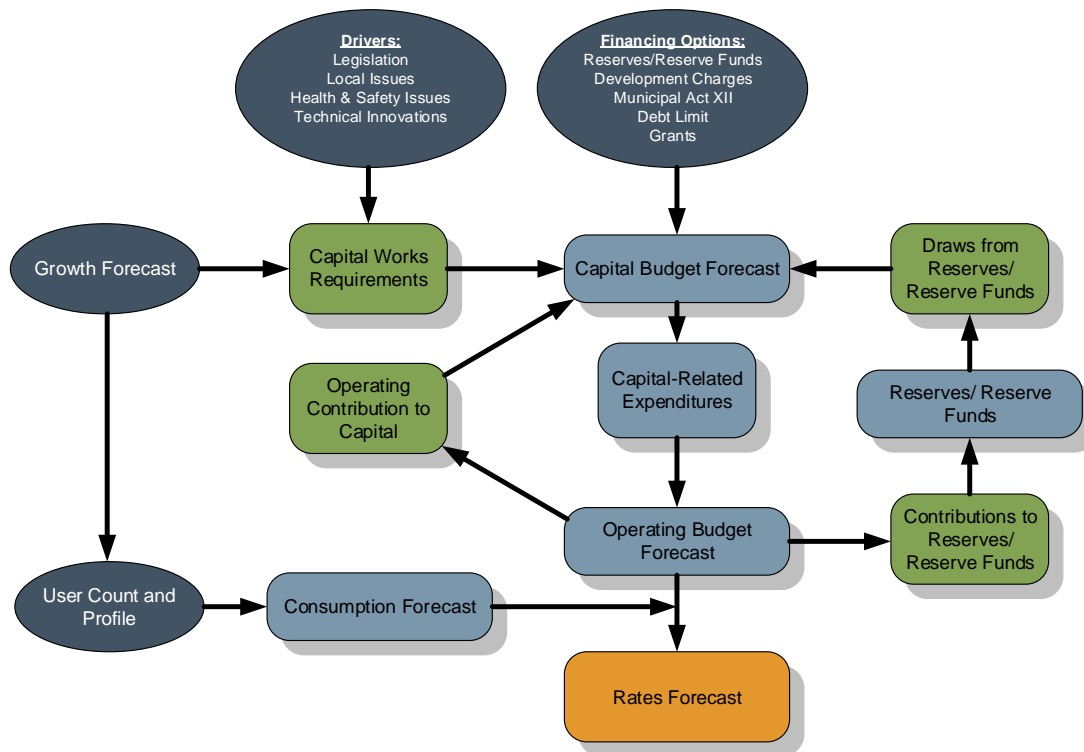 Drivers:
Legislation
Local Issues
Health & Safety Issues
Technical Innovations
Financing Options:
Reserves/Reserve Funds
Development Charges
Municipal Act XII
Debt Limit
Grants
Growth Forecast
Capital Works
Requirements
Capital Budget Forecast
Draws from
Reserves/
Reserve Funds
Operating
Contribution to
Capital
Capital-Related
Expenditures
Reserves/ Reserve
Funds
Operating Budget
Forecast
Contributions to
Reserves/
Reserve Funds
User Count and
Profile
Consumption Forecast
Rates Forecast